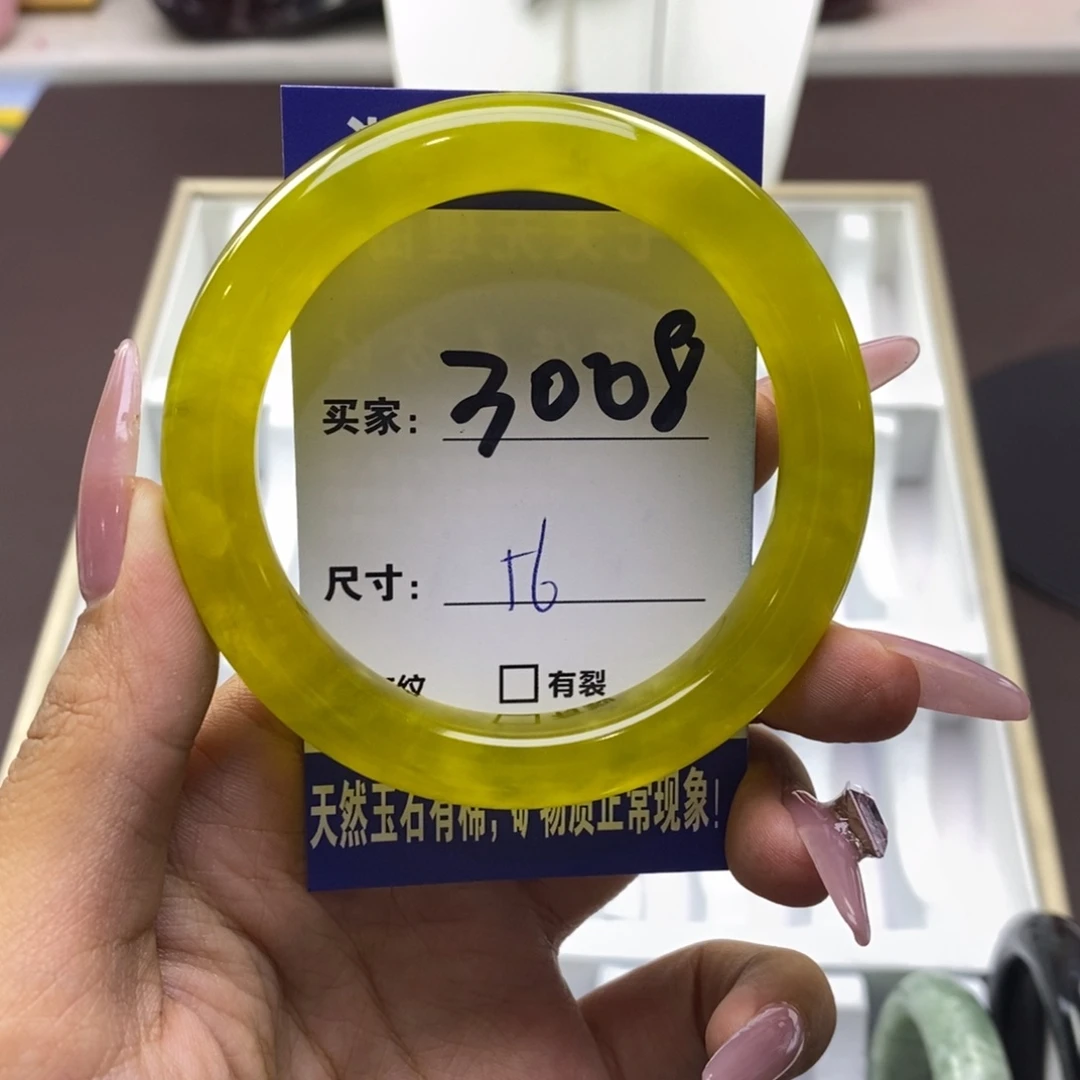 买家: 3008
尺寸: 56
纹 有裂
天然玉石有棉,矿物质正常现象!